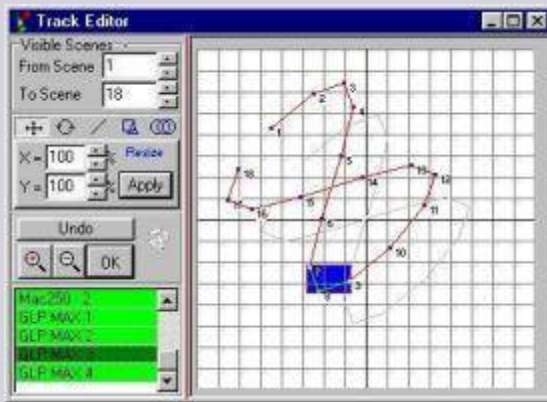 Track Editor
Visible Scenes
From Scene 1
To Scene 18
X = 100 % Resize
Y = 100 % Apply
Undo
OK
Mac250 - 2
GLP MAX 1
GLP MAX 2
GLP MAX 3
GLP MAX 4
1
2
3
4
5
6
7
8
9
10
11
12
13
14
15
16
17
18